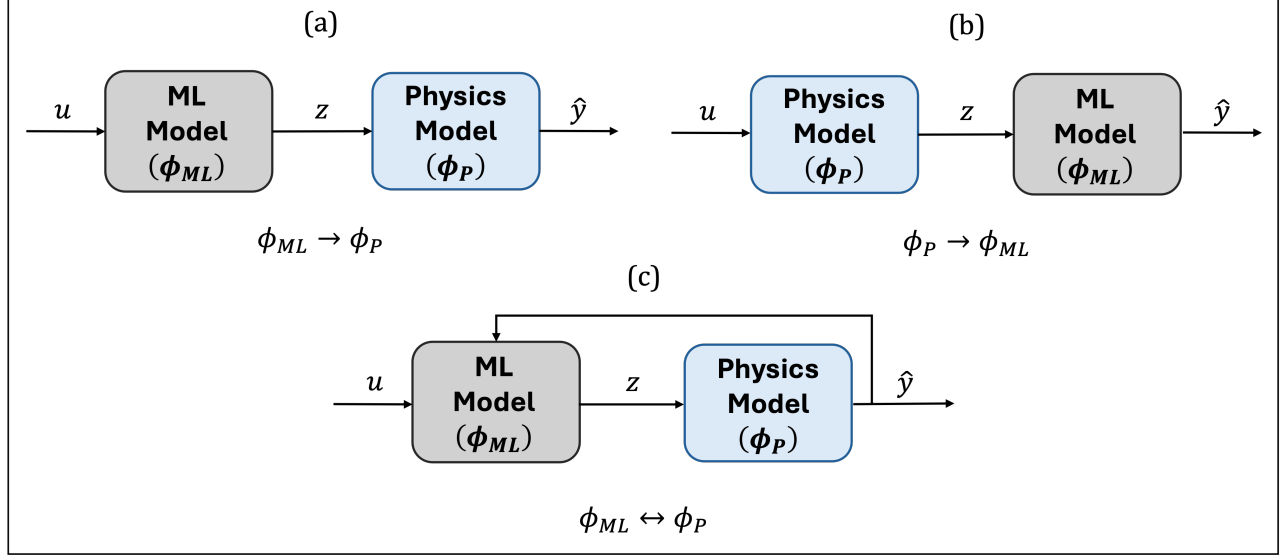 (a)
u
ML
Model
(ϕ_ML)
z
Physics
Model
(ϕ_P)
ŷ
ϕ_ML → ϕ_P
(b)
u
Physics
Model
(ϕ_P)
z
ML
Model
(ϕ_ML)
ŷ
ϕ_P → ϕ_ML
(c)
u
ML
Model
(ϕ_ML)
z
Physics
Model
(ϕ_P)
ŷ
ϕ_ML ↔ ϕ_P